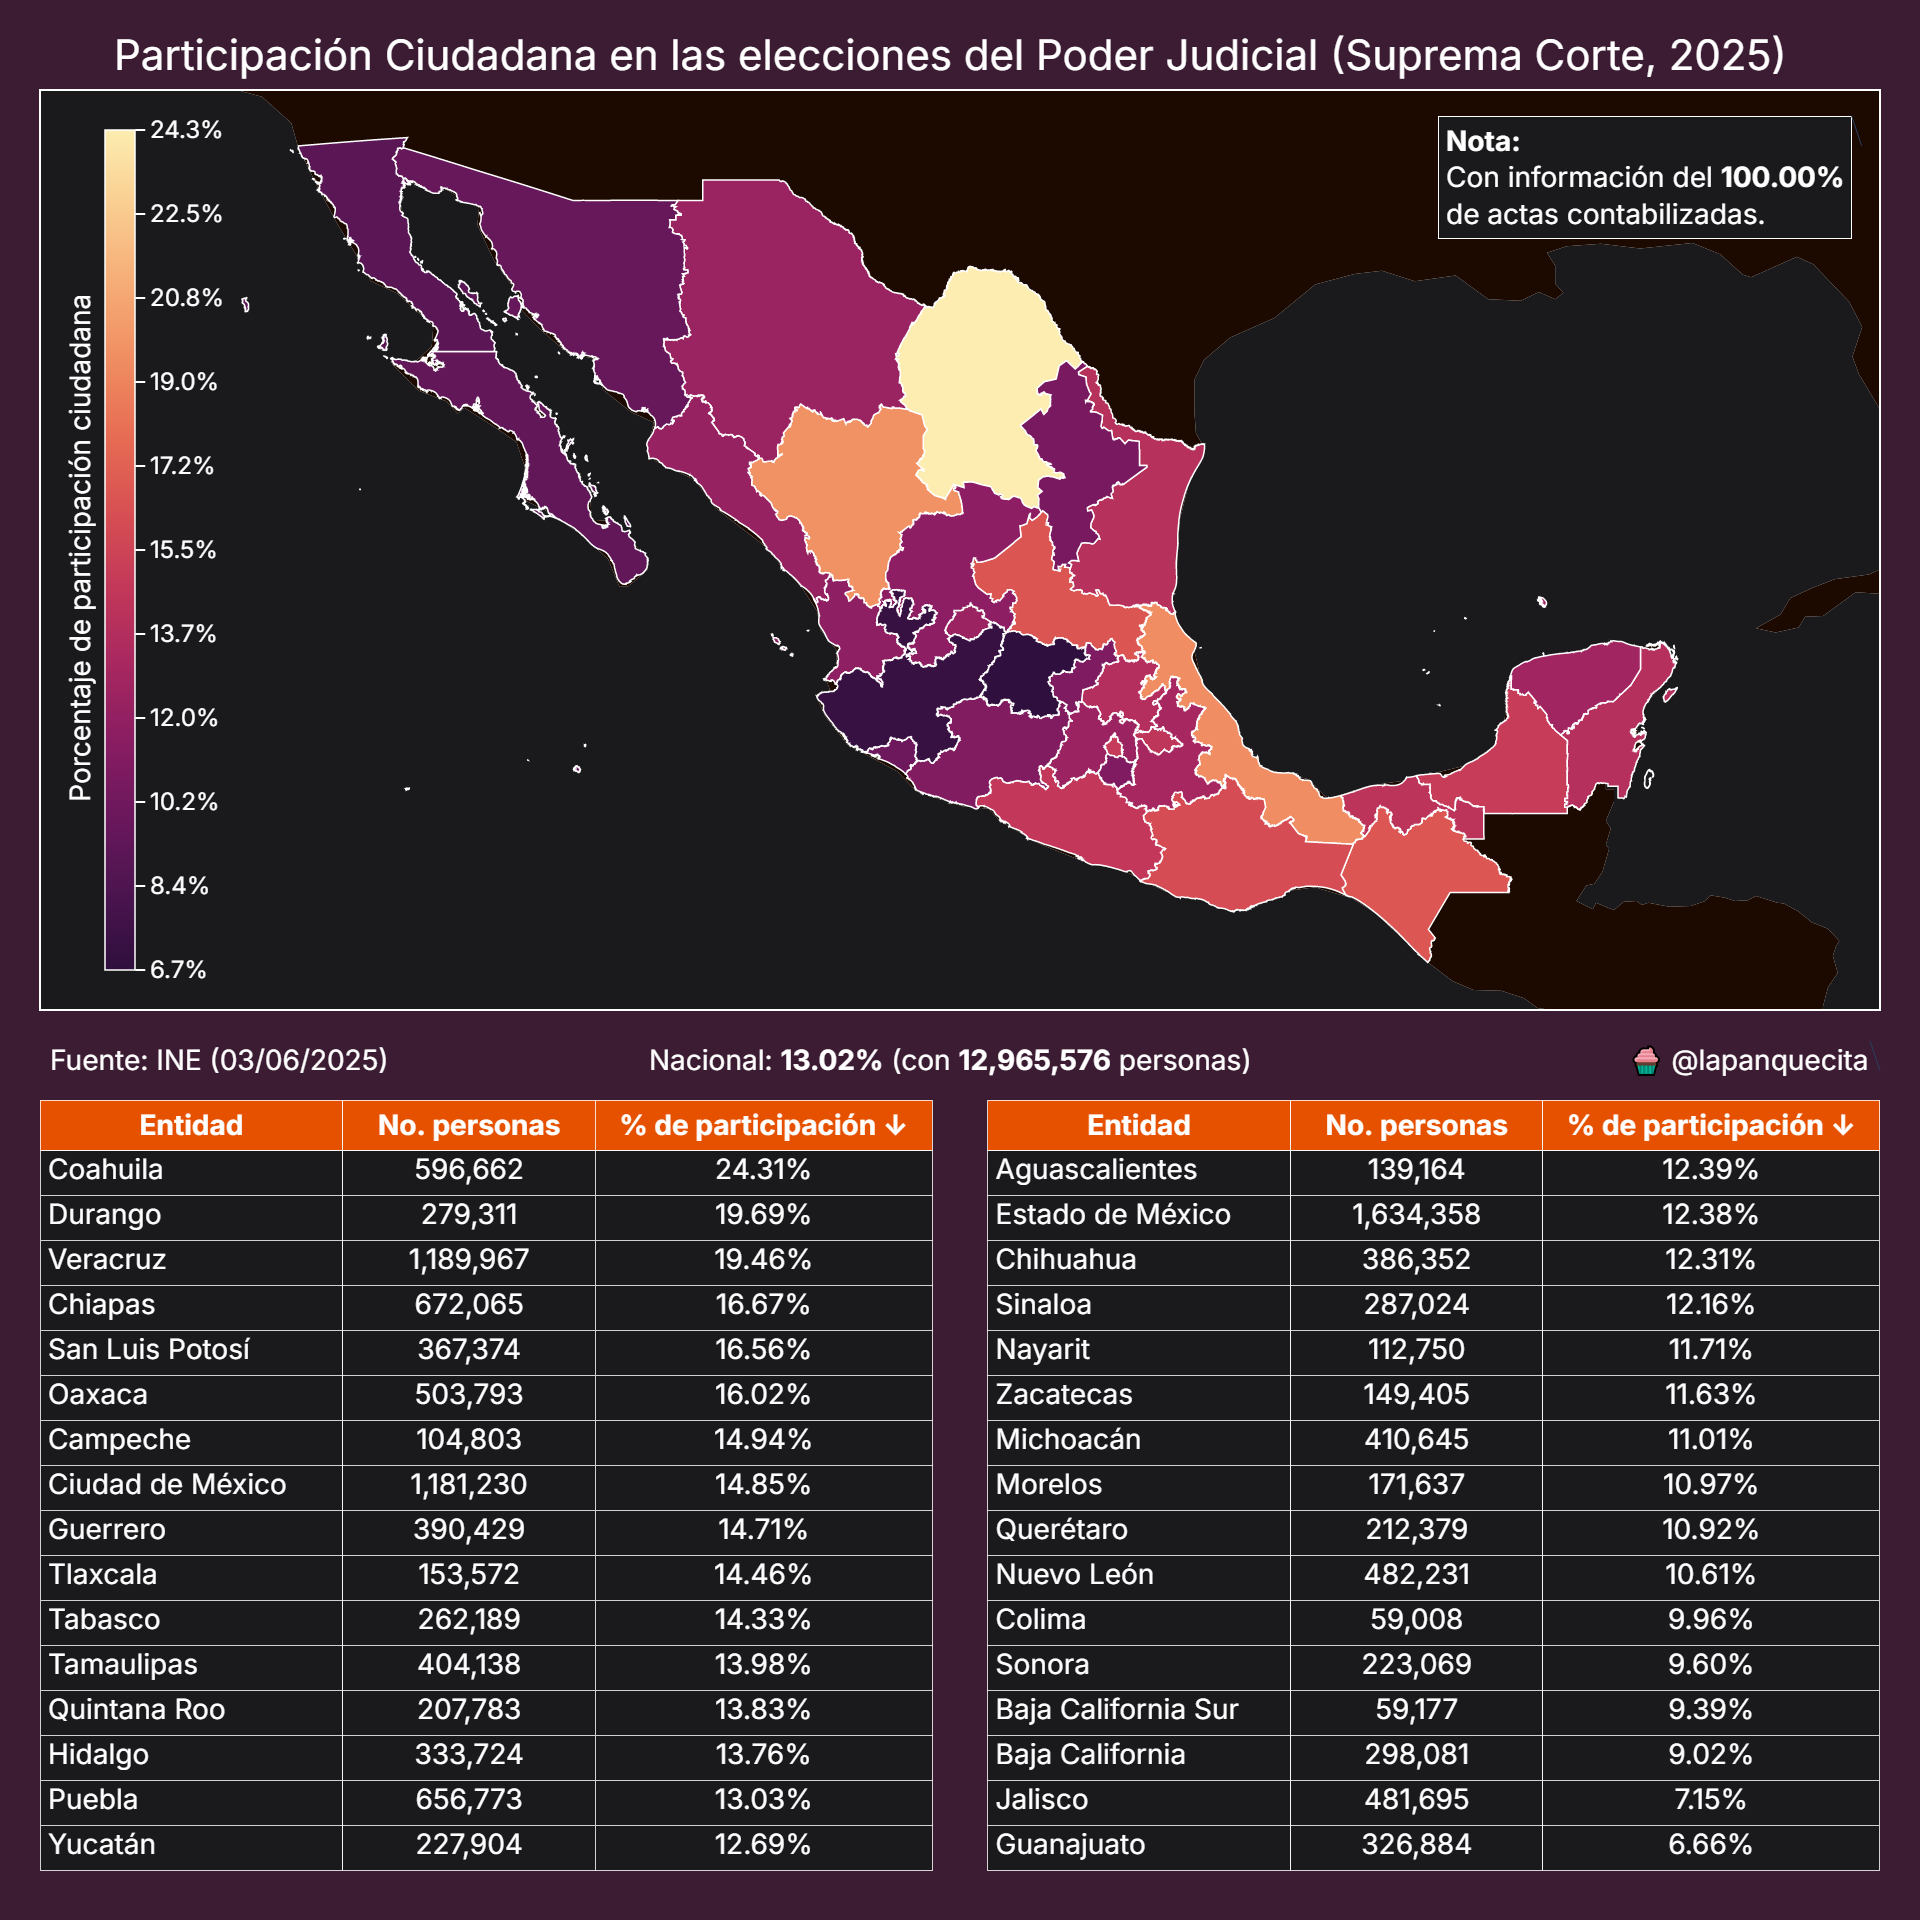 Participación Ciudadana en las elecciones del Poder Judicial (Suprema Corte, 2025)
Nota:
Con información del 100.00%
de actas contabilizadas.
Porcentaje de participación ciudadana
24.3%
22.5%
20.8%
19.0%
17.2%
15.5%
13.7%
12.0%
10.2%
8.4%
6.7%
Fuente: INE (03/06/2025)
Nacional: 13.02% (con 12,965,576 personas)
@lapanquecita
Entidad No. personas % de participación ↓
Coahuila 596,662 24.31%
Durango 279,311 19.69%
Veracruz 1,189,967 19.46%
Chiapas 672,065 16.67%
San Luis Potosí 367,374 16.56%
Oaxaca 503,793 16.02%
Campeche 104,803 14.94%
Ciudad de México 1,181,230 14.85%
Guerrero 390,429 14.71%
Tlaxcala 153,572 14.46%
Tabasco 262,189 14.33%
Tamaulipas 404,138 13.98%
Quintana Roo 207,783 13.83%
Hidalgo 333,724 13.76%
Puebla 656,773 13.03%
Yucatán 227,904 12.69%
Entidad No. personas % de participación ↓
Aguascalientes 139,164 12.39%
Estado de México 1,634,358 12.38%
Chihuahua 386,352 12.31%
Sinaloa 287,024 12.16%
Nayarit 112,750 11.71%
Zacatecas 149,405 11.63%
Michoacán 410,645 11.01%
Morelos 171,637 10.97%
Querétaro 212,379 10.92%
Nuevo León 482,231 10.61%
Colima 59,008 9.96%
Sonora 223,069 9.60%
Baja California Sur 59,177 9.39%
Baja California 298,081 9.02%
Jalisco 481,695 7.15%
Guanajuato 326,884 6.66%